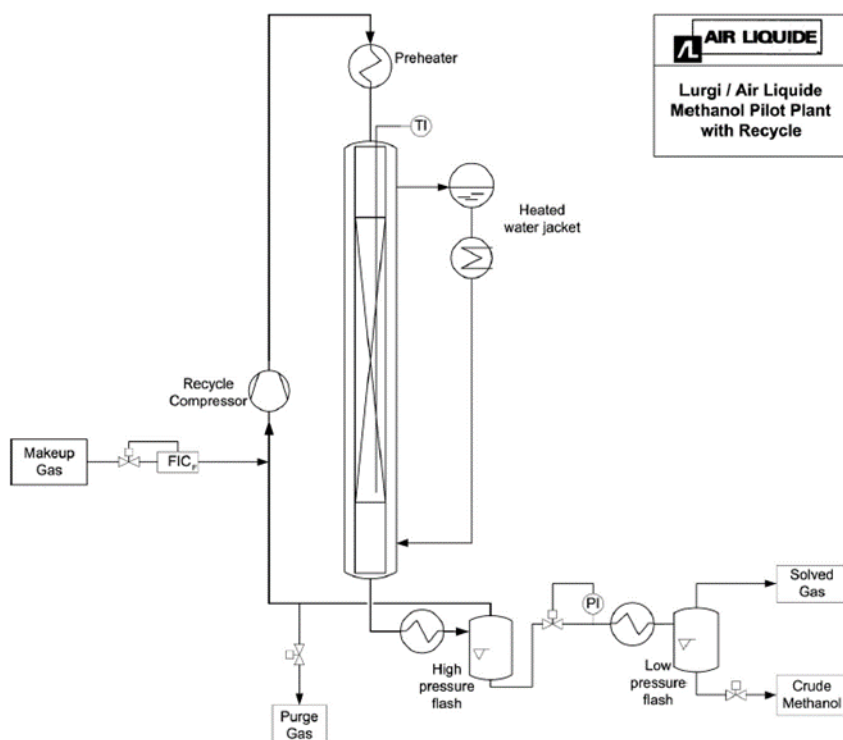 AIR LIQUIDE
Lurgi / Air Liquide
Methanol Pilot Plant
with Recycle
Preheater
TI
Heated
water jacket
Recycle
Compressor
Makeup
Gas
FIC
F
PI
Solved
Gas
High
pressure
flash
Low
pressure
flash
Crude
Methanol
Purge
Gas